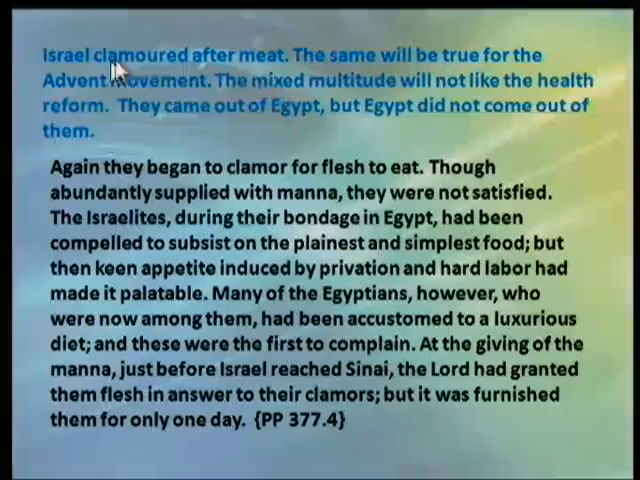 Israel clamoured after meat. The same will be true for the
Advent Movement. The mixed multitude will not like the health
reform.  They came out of Egypt, but Egypt did not come out of
them.
Again they began to clamor for flesh to eat. Though
abundantly supplied with manna, they were not satisfied.
The Israelites, during their bondage in Egypt, had been
compelled to subsist on the plainest and simplest food; but
then keen appetite induced by privation and hard labor had
made it palatable. Many of the Egyptians, however, who
were now among them, had been accustomed to a luxurious
diet; and these were the first to complain. At the giving of the
manna, just before Israel reached Sinai, the Lord had granted
them flesh in answer to their clamors; but it was furnished
them for only one day.  {PP 377.4}